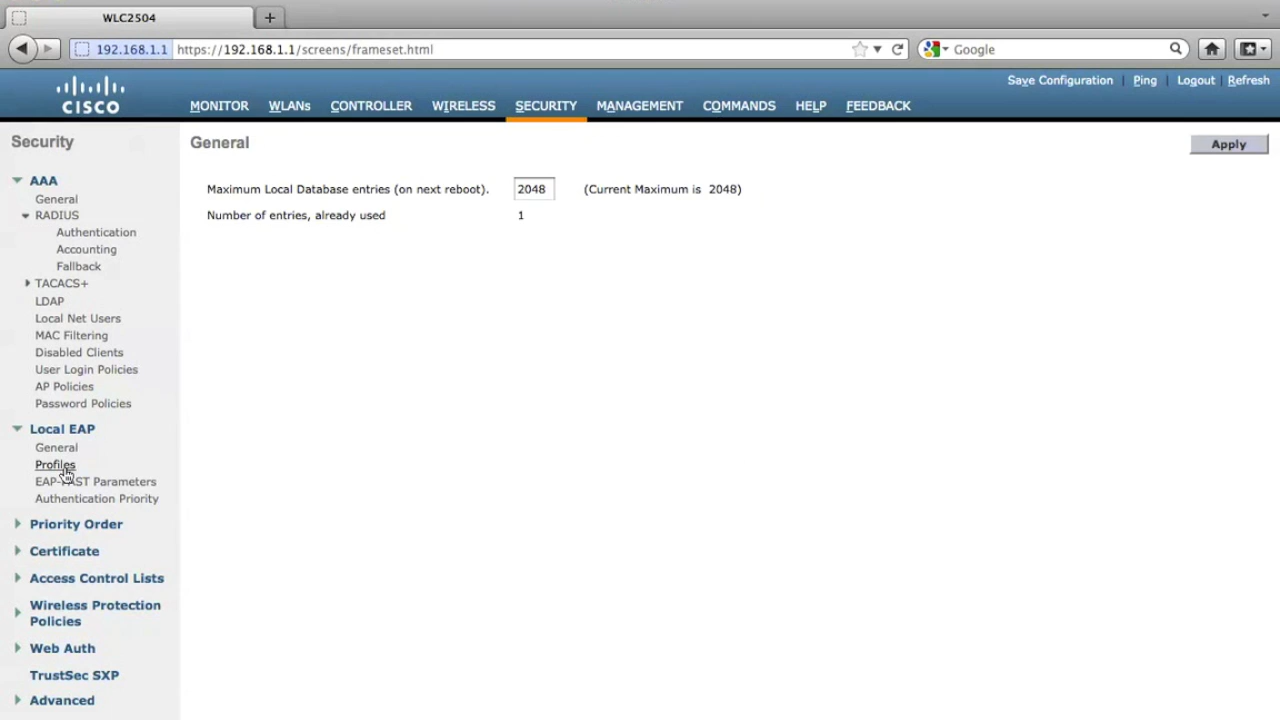 WLC2504
192.168.1.1
https://192.168.1.1/screens/frameset.html
Google
Save Configuration | Ping | Logout | Refresh
CISCO
MONITOR WLANs CONTROLLER WIRELESS SECURITY MANAGEMENT COMMANDS HELP FEEDBACK
Security
AAA
General
RADIUS
Authentication
Accounting
Fallback
TACACS+
LDAP
Local Net Users
MAC Filtering
Disabled Clients
User Login Policies
AP Policies
Password Policies
Local EAP
General
Profiles
EAP-FAST Parameters
Authentication Priority
Priority Order
Certificate
Access Control Lists
Wireless Protection
Policies
Web Auth
TrustSec SXP
Advanced
General
Apply
Maximum Local Database entries (on next reboot). 2048 (Current Maximum is 2048)
Number of entries, already used 1